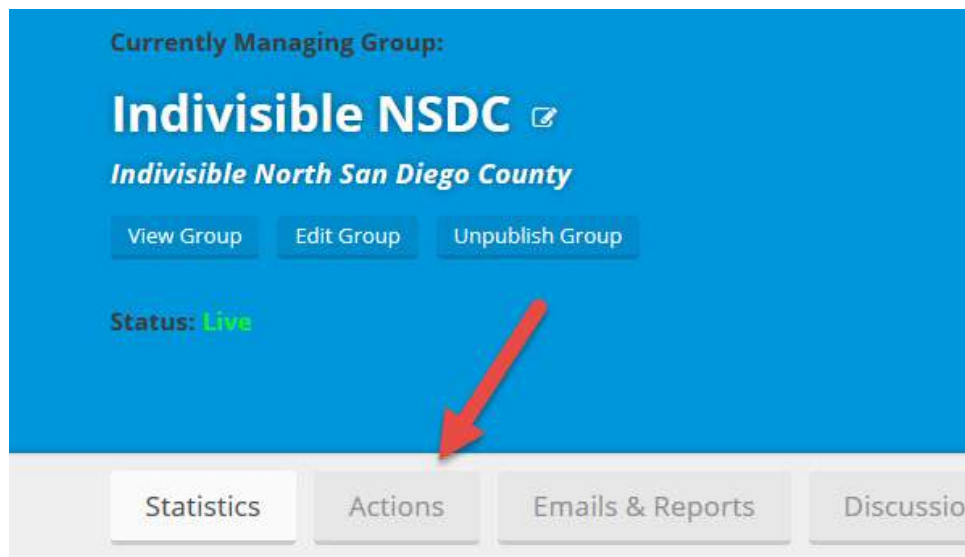 Currently Managing Group:
Indivisible NSDC
Indivisible North San Diego County
View Group Edit Group Unpublish Group
Status: Live
Statistics Actions Emails & Reports Discussio